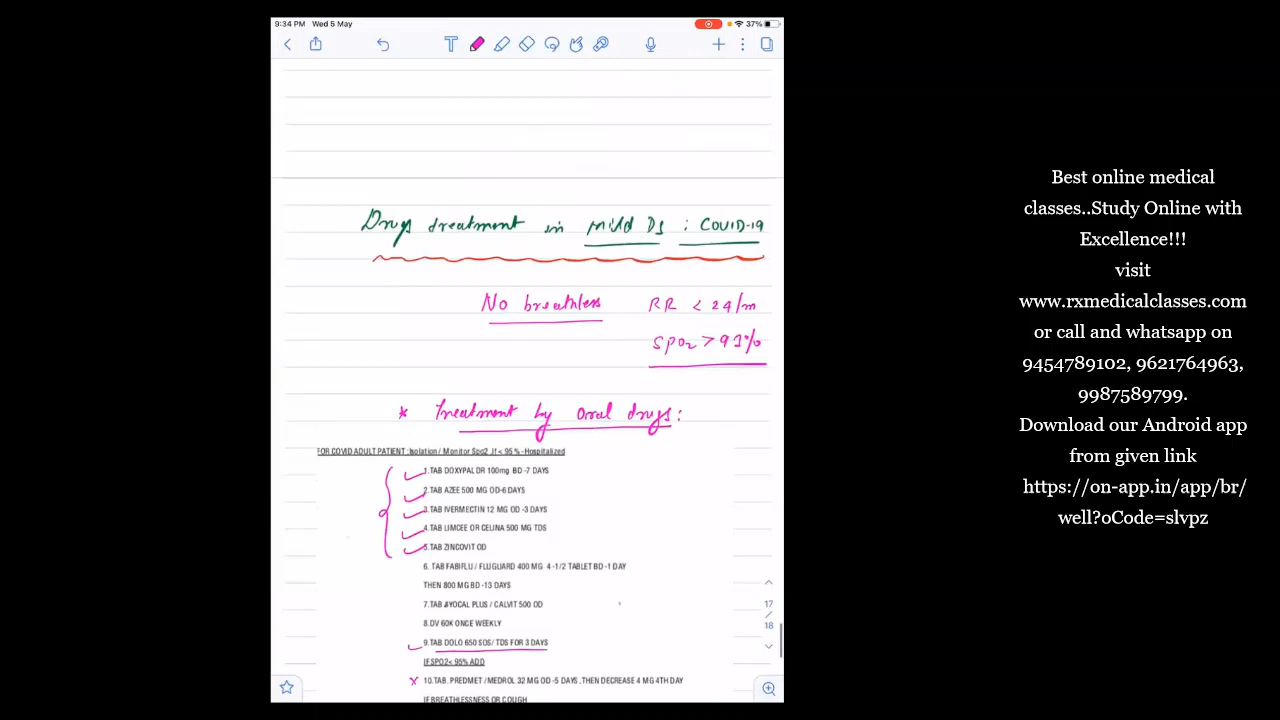 9:34 PM Wed 5 May
37%
Drugs treatment in Mild Ds : COVID-19
No breathless RR < 24/m
SPO2 > 93%
* Treatment by oral drugs:
FOR COVID ADULT PATIENT :Isolation / Monitor Spo2 .If < 95 % -Hospitalized
1.TAB DOXYPAL DR 100mg BD -7 DAYS
2.TAB AZEE 500 MG OD-6 DAYS
3.TAB IVERMECTIN 12 MG OD -3 DAYS
4.TAB LIMCEE OR CELINA 500 MG TDS
5.TAB ZINCOVIT OD
6. TAB FABIFLU / FLUGUARD 400 MG 4 -1/2 TABLET BD -1 DAY
THEN 800 MG BD -13 DAYS
7.TAB MYOCAL PLUS / CALVIT 500 OD
8.DV 60K ONCE WEEKLY
9.TAB DOLO 650 SOS/ TDS FOR 3 DAYS
IF SPO2< 95% ADD
10.TAB. PREDMET / MEDROL 32 MG OD -5 DAYS .THEN DECREASE 4 MG 4TH DAY
IF BREATHLESSNESS OR COUGH
17
/
18
Best online medical
classes..Study Online with
Excellence!!!
visit
www.rxmedicalclasses.com
or call and whatsapp on
9454789102, 9621764963,
9987589799.
Download our Android app
from given link
https://on-app.in/app/br/
well?oCode=slvpz